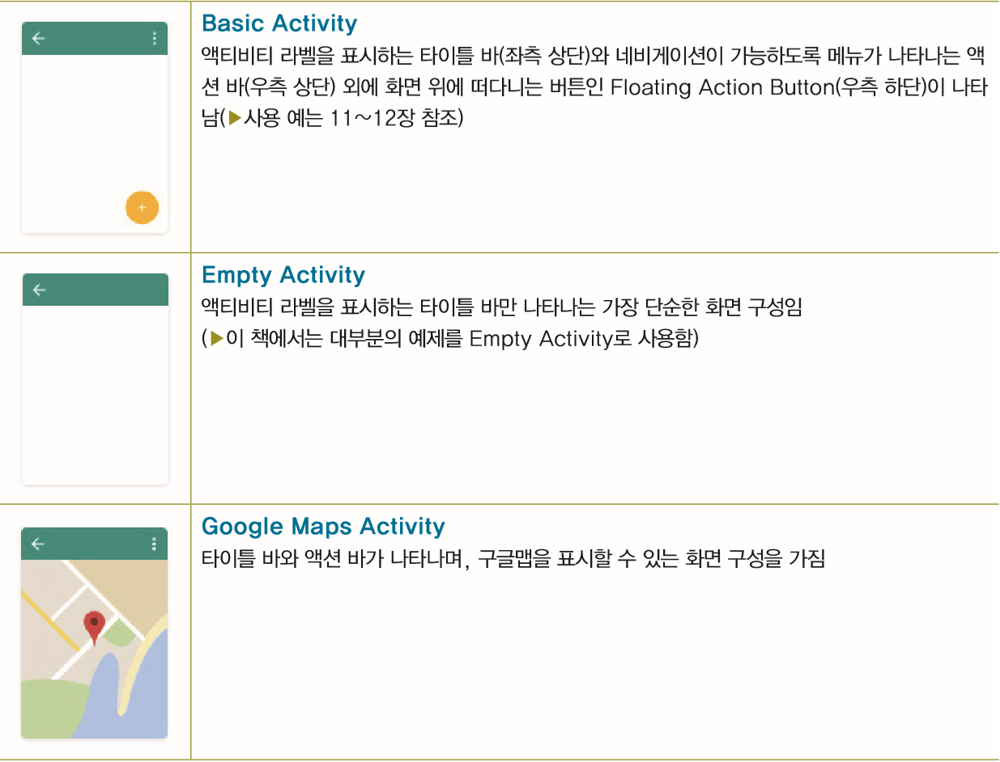 Basic Activity
액티비티 라벨을 표시하는 타이틀 바(좌측 상단)와 네비게이션이 가능하도록 메뉴가 나타나는 액
션 바(우측 상단) 외에 화면 위에 떠다니는 버튼인 Floating Action Button(우측 하단)이 나타
남(▶사용 예는 11~12장 참조)
Empty Activity
액티비티 라벨을 표시하는 타이틀 바만 나타나는 가장 단순한 화면 구성임
(▶이 책에서는 대부분의 예제를 Empty Activity로 사용함)
Google Maps Activity
타이틀 바와 액션 바가 나타나며, 구글맵을 표시할 수 있는 화면 구성을 가짐